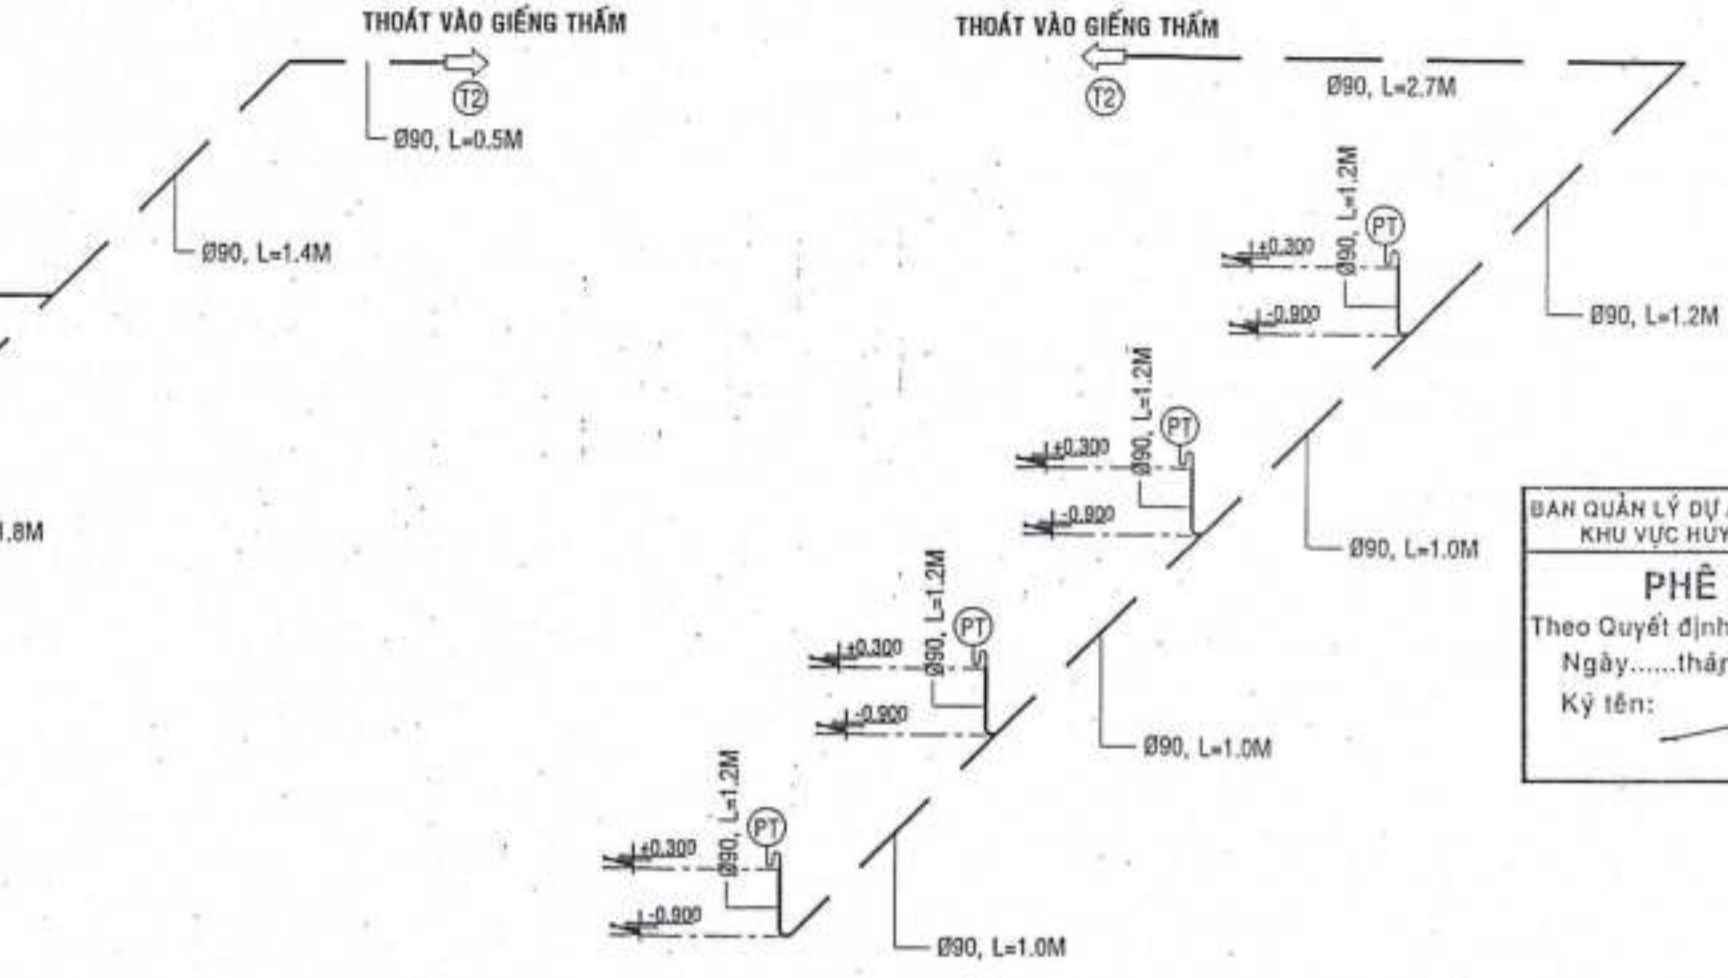 THOÁT VÀO GIẾNG THẤM
T2
Ø90, L=0.5M
Ø90, L=1.4M
1.8M
THOÁT VÀO GIẾNG THẤM
T2
Ø90, L=2.7M
Ø90, L=1.2M
PT
±0.300
-0.900
Ø90, L=1.2M
Ø90, L=1.2M
PT
±0.300
-0.900
Ø90, L=1.0M
Ø90, L=1.2M
PT
±0.300
-0.900
Ø90, L=1.0M
Ø90, L=1.2M
PT
±0.300
-0.900
Ø90, L=1.0M
BAN QUẢN LÝ DỰ
KHU VỰC HUY
PHÊ
Theo Quyết định
Ngày......thán
Ký tên: